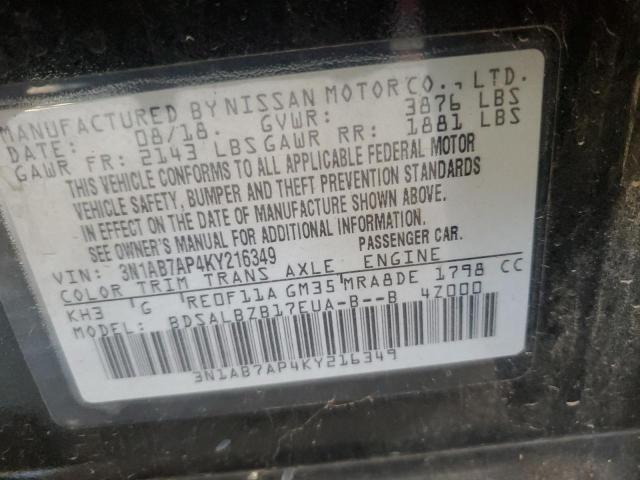 MANUFACTURED BY NISSAN MOTOR CO., LTD.
DATE: 08/18. GVWR: 3876 LBS
GAWR FR: 2143 LBS GAWR RR: 1881 LBS
THIS VEHICLE CONFORMS TO ALL APPLICABLE FEDERAL MOTOR
VEHICLE SAFETY, BUMPER AND THEFT PREVENTION STANDARDS
IN EFFECT ON THE DATE OF MANUFACTURE SHOWN ABOVE.
SEE OWNER'S MANUAL FOR ADDITIONAL INFORMATION.
VIN: 3N1AB7AP4KY216349 PASSENGER CAR.
COLOR TRIM TRANS AXLE ENGINE
KH3 G RE0F11A GM35 MRA8DE 1798 CC
MODEL: BDSALBZB17EUA-B--B 4Z000
3N1AB7AP4KY216349